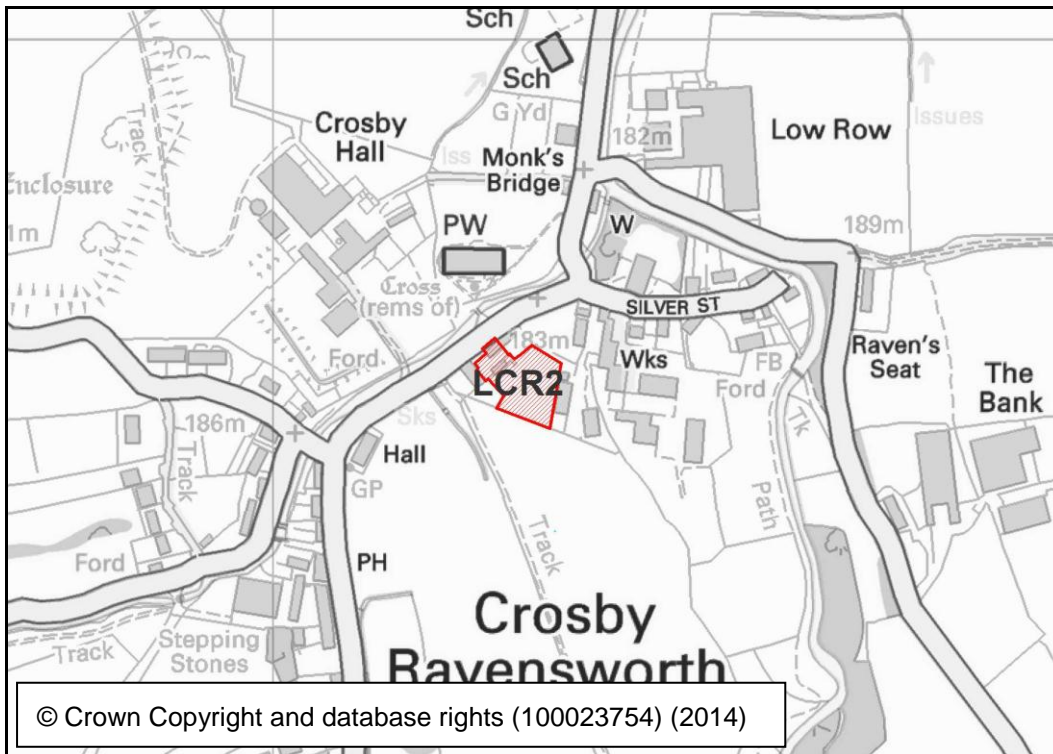 Sch
Sch
G Yd
Crosby
Hall
Iss
Monk's
Bridge
182m
Low Row
Issues
Track
Enclosure
1m
PW
W
189m
Cross
(rems of)
SILVER ST
183m
Wks
Ford
LCR2
FB
Ford
Raven's
Seat
The
Bank
Tk
186m
Sks
Hall
Track
GP
Path
Ford
PH
Track
Crosby
Ravensworth
Stepping
Stones
Track
© Crown Copyright and database rights (100023754) (2014)